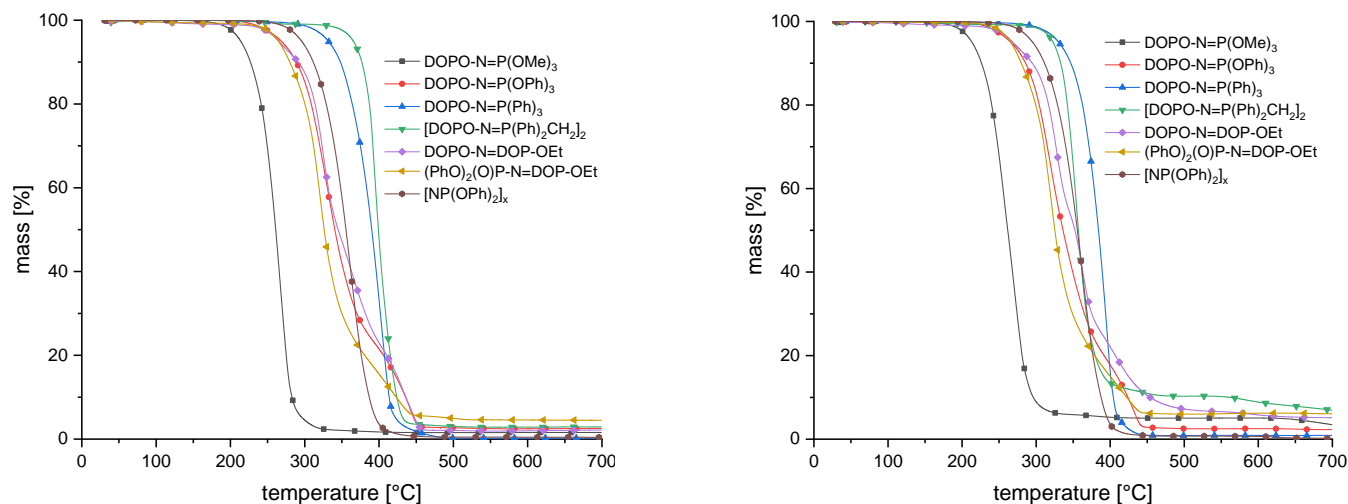 mass [%]
100
80
60
40
20
0
0
100
200
300
400
500
600
700
temperature [°C]
DOPO-N=P(OMe)₃
DOPO-N=P(OPh)₃
DOPO-N=P(Ph)₃
[DOPO-N=P(Ph)₂CH₂]₂
DOPO-N=DOP-OEt
(PhO)₂(O)P-N=DOP-OEt
[NP(OPh)₂]ₓ
mass [%]
100
80
60
40
20
0
0
100
200
300
400
500
600
700
temperature [°C]
DOPO-N=P(OMe)₃
DOPO-N=P(OPh)₃
DOPO-N=P(Ph)₃
[DOPO-N=P(Ph)₂CH₂]₂
DOPO-N=DOP-OEt
(PhO)₂(O)P-N=DOP-OEt
[NP(OPh)₂]ₓ